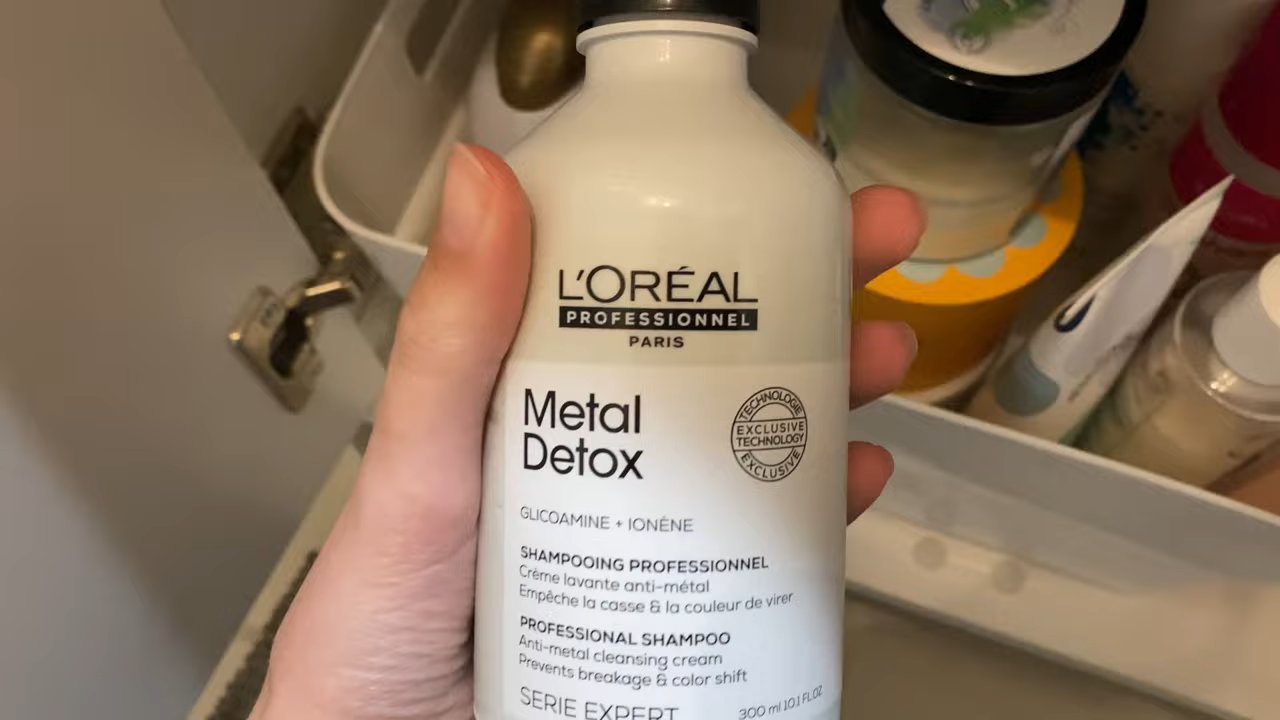 L'ORÉAL
PROFESSIONNEL
PARIS
Metal
Detox
TECHNOLOGIE
EXCLUSIVE
TECHNOLOGY
EXCLUSIVE
GLICOAMINE + IONÈNE
SHAMPOOING PROFESSIONNEL
Crème lavante anti-métal
Empêche la casse & la couleur de virer
PROFESSIONAL SHAMPOO
Anti-metal cleansing cream
Prevents breakage & color shift
SERIE EXPERT
300 ml 10.1 FL.OZ